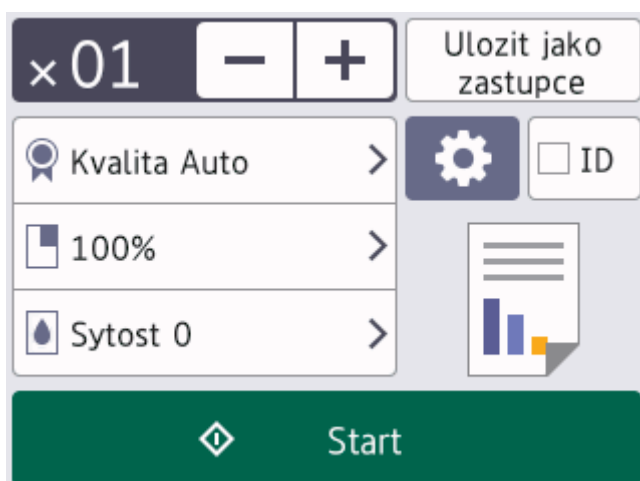 ×01
Ulozit jako
zastupce
Kvalita Auto
ID
100%
Sytost 0
Start